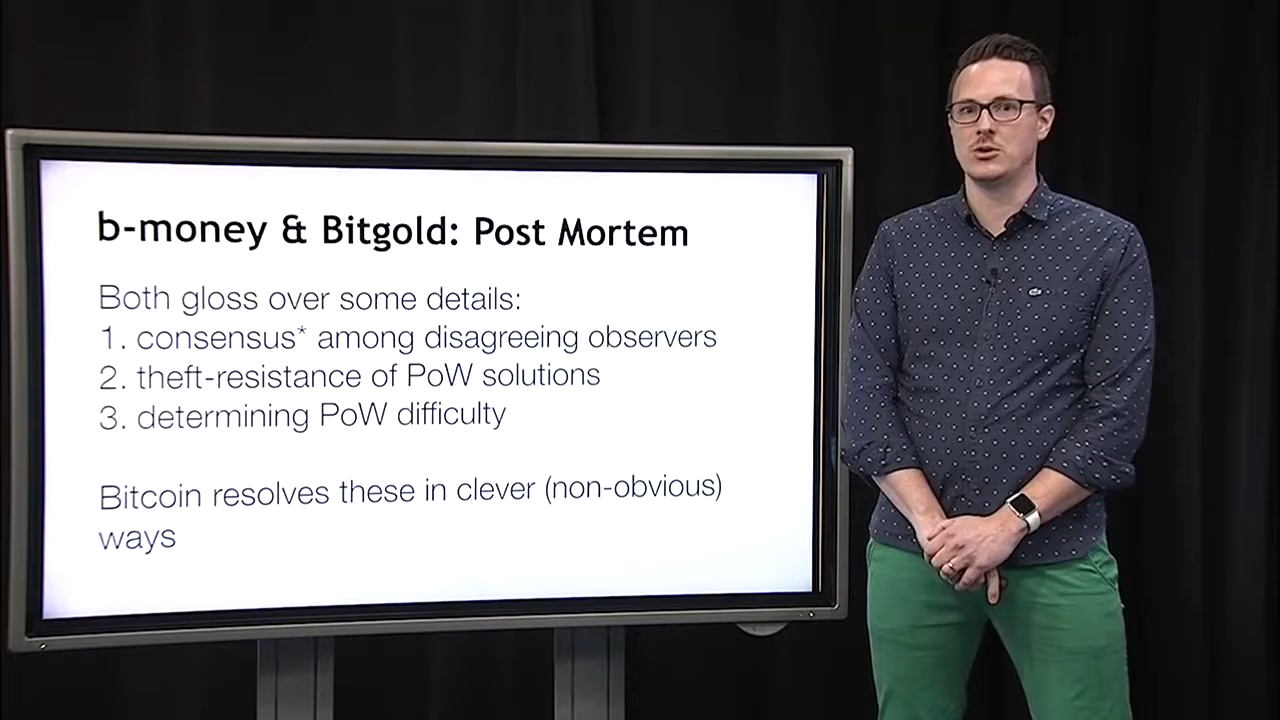 b-money & Bitgold: Post Mortem
Both gloss over some details:
1. consensus* among disagreeing observers
2. theft-resistance of PoW solutions
3. determining PoW difficulty
Bitcoin resolves these in clever (non-obvious)
ways